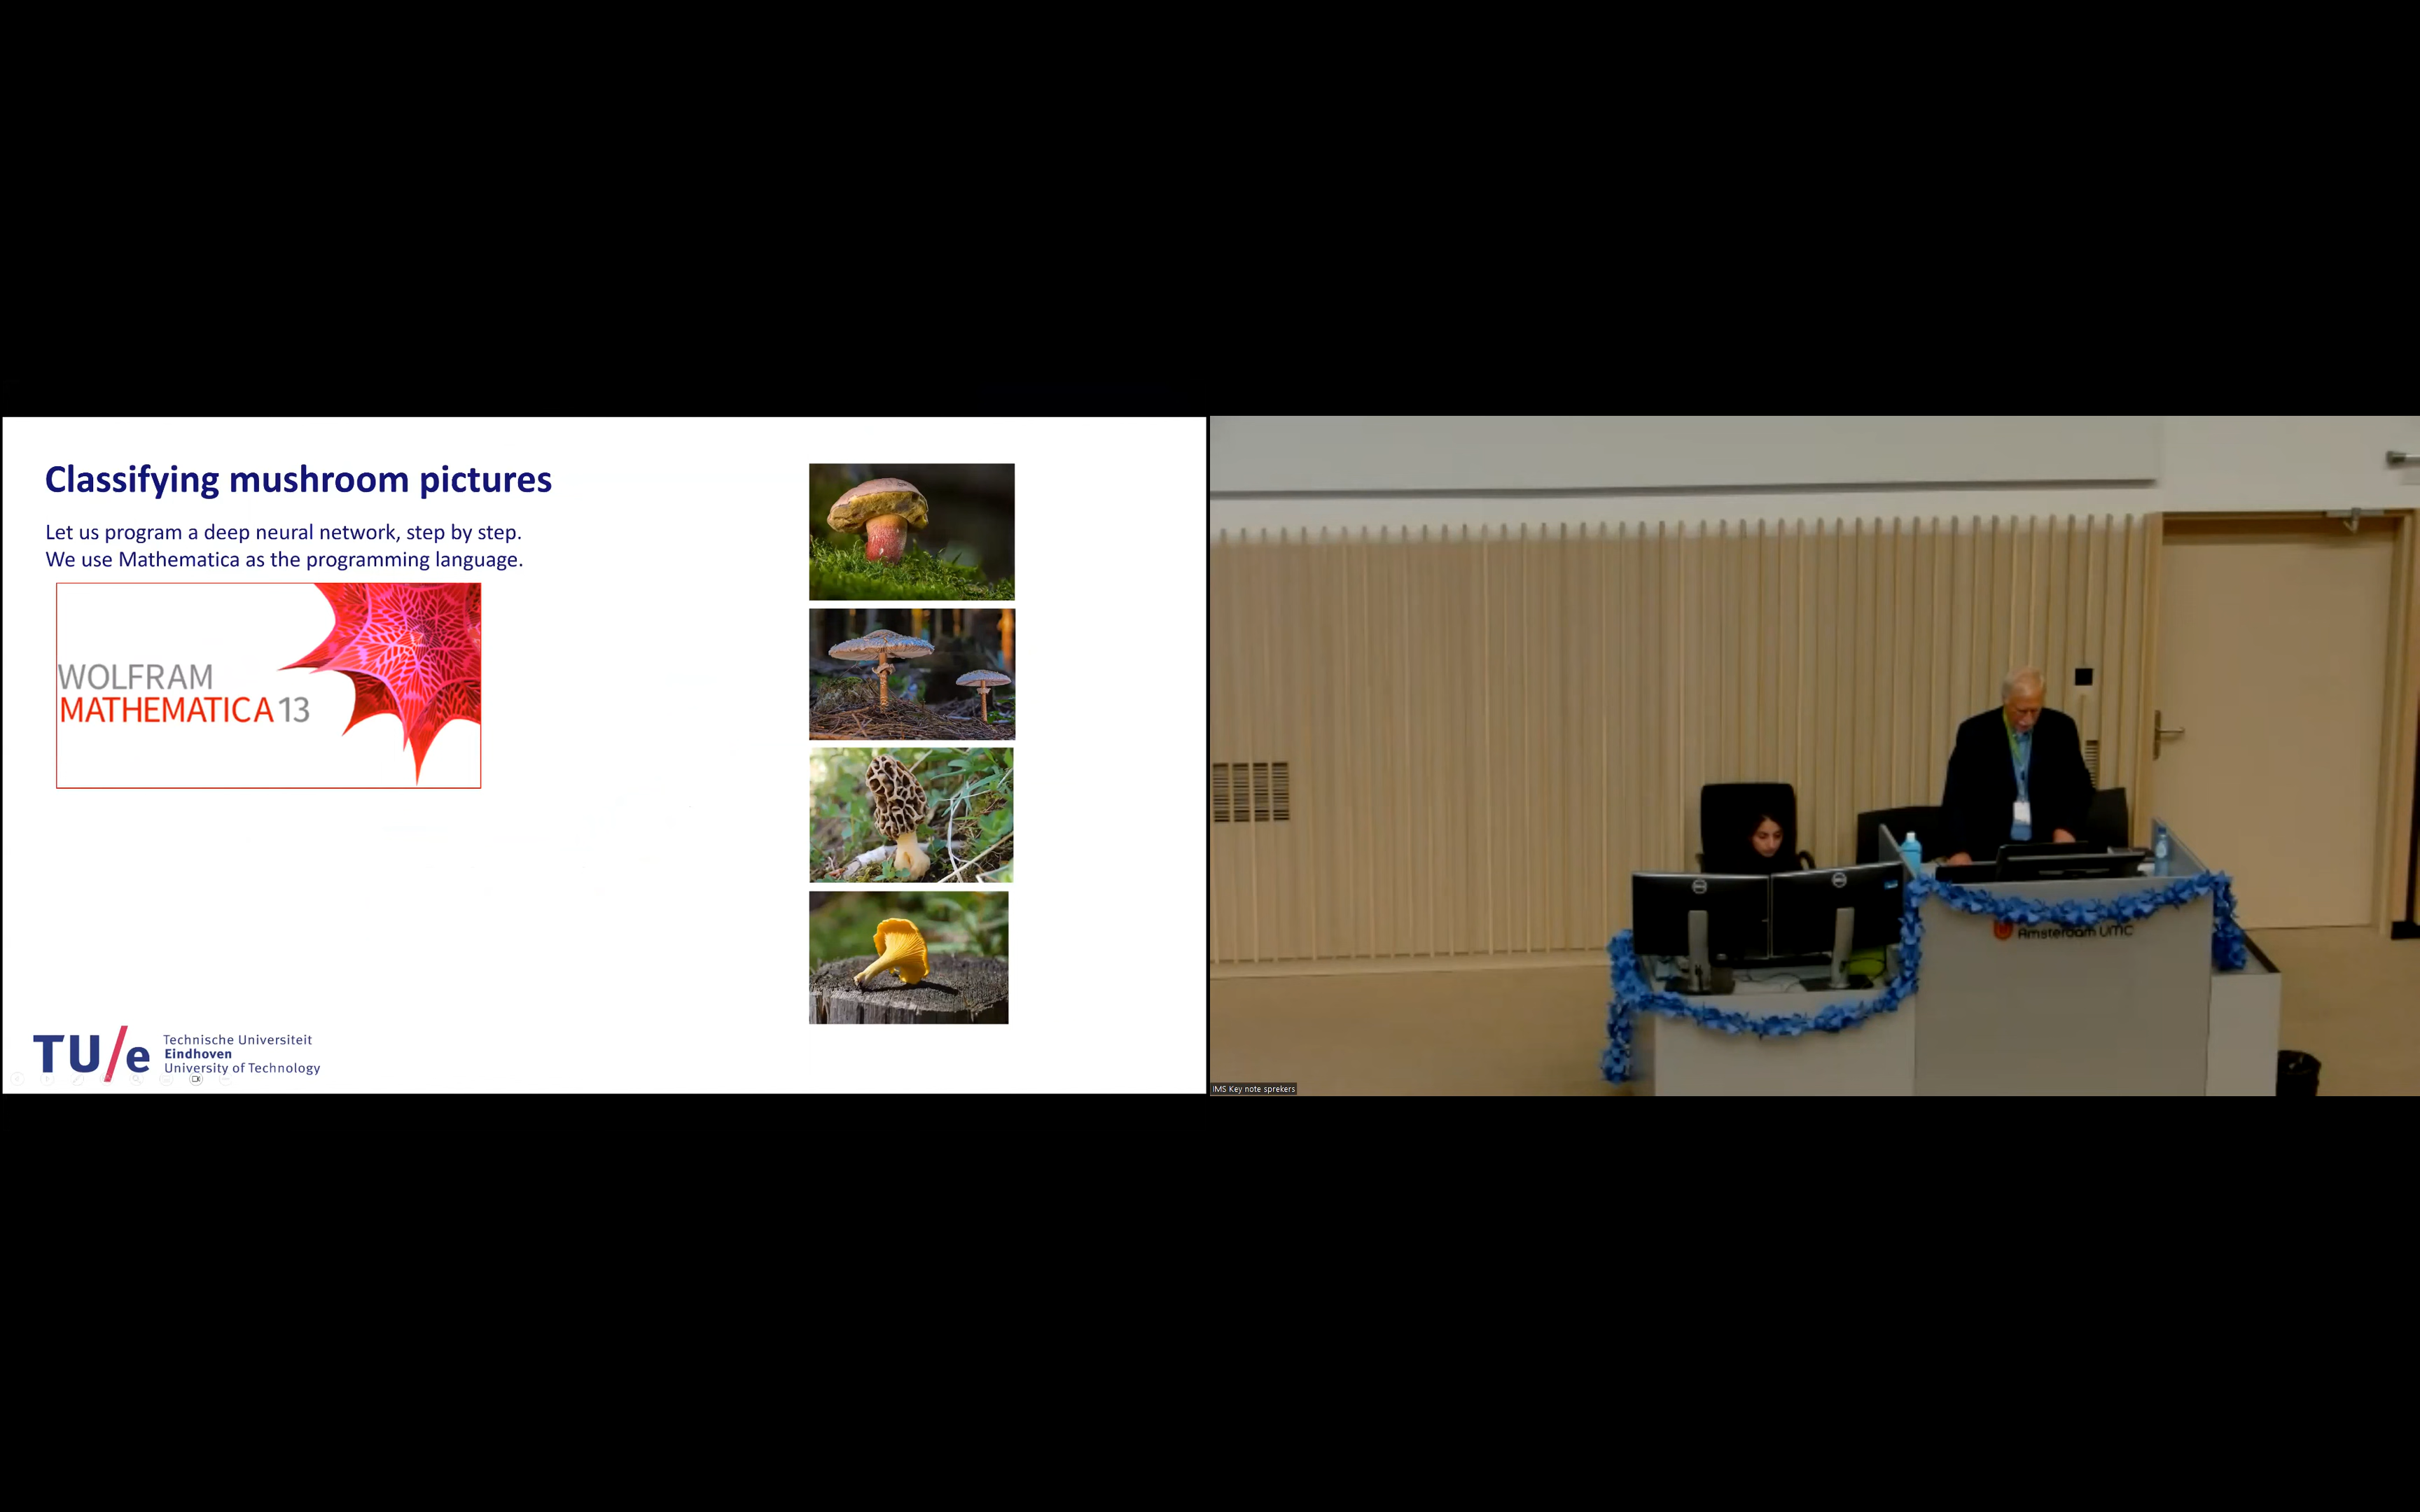 Classifying mushroom pictures
Let us program a deep neural network, step by step.
We use Mathematica as the programming language.
WOLFRAM
MATHEMATICA 13
TU/e
Technische Universiteit
Eindhoven
University of Technology
Amsterdam UMC
IMS Key note sprekers